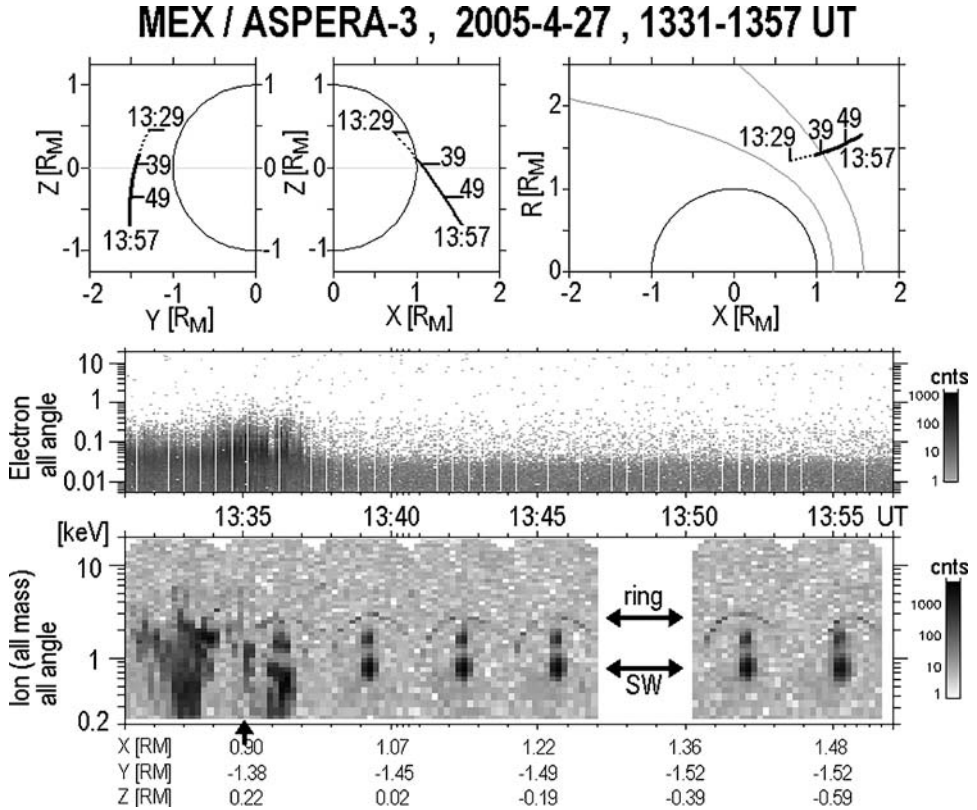 MEX / ASPERA-3 , 2005-4-27 , 1331-1357 UT
1
0
-1
Z [RM]
13:29
39
49
13:57
1
0
-1
-2 -1 0
Y [RM]
Z [RM]
13:29
39
49
13:57
1
0
-1
0 1 2
X [RM]
R [RM]
2
1
0
13:29
39
49
13:57
-2 -1 0 1 2
X [RM]
Electron
all angle
10
1
0.1
0.01
cnts
1000
100
10
1
[keV] 13:35 13:40 13:45 13:50 13:55 UT
Ion (all mass)
all angle
10
1
0.2
ring
SW
cnts
1000
100
10
1
X [RM] 0.90 1.07 1.22 1.36 1.48
Y [RM] -1.38 -1.45 -1.49 -1.52 -1.52
Z [RM] 0.22 0.02 -0.19 -0.39 -0.59